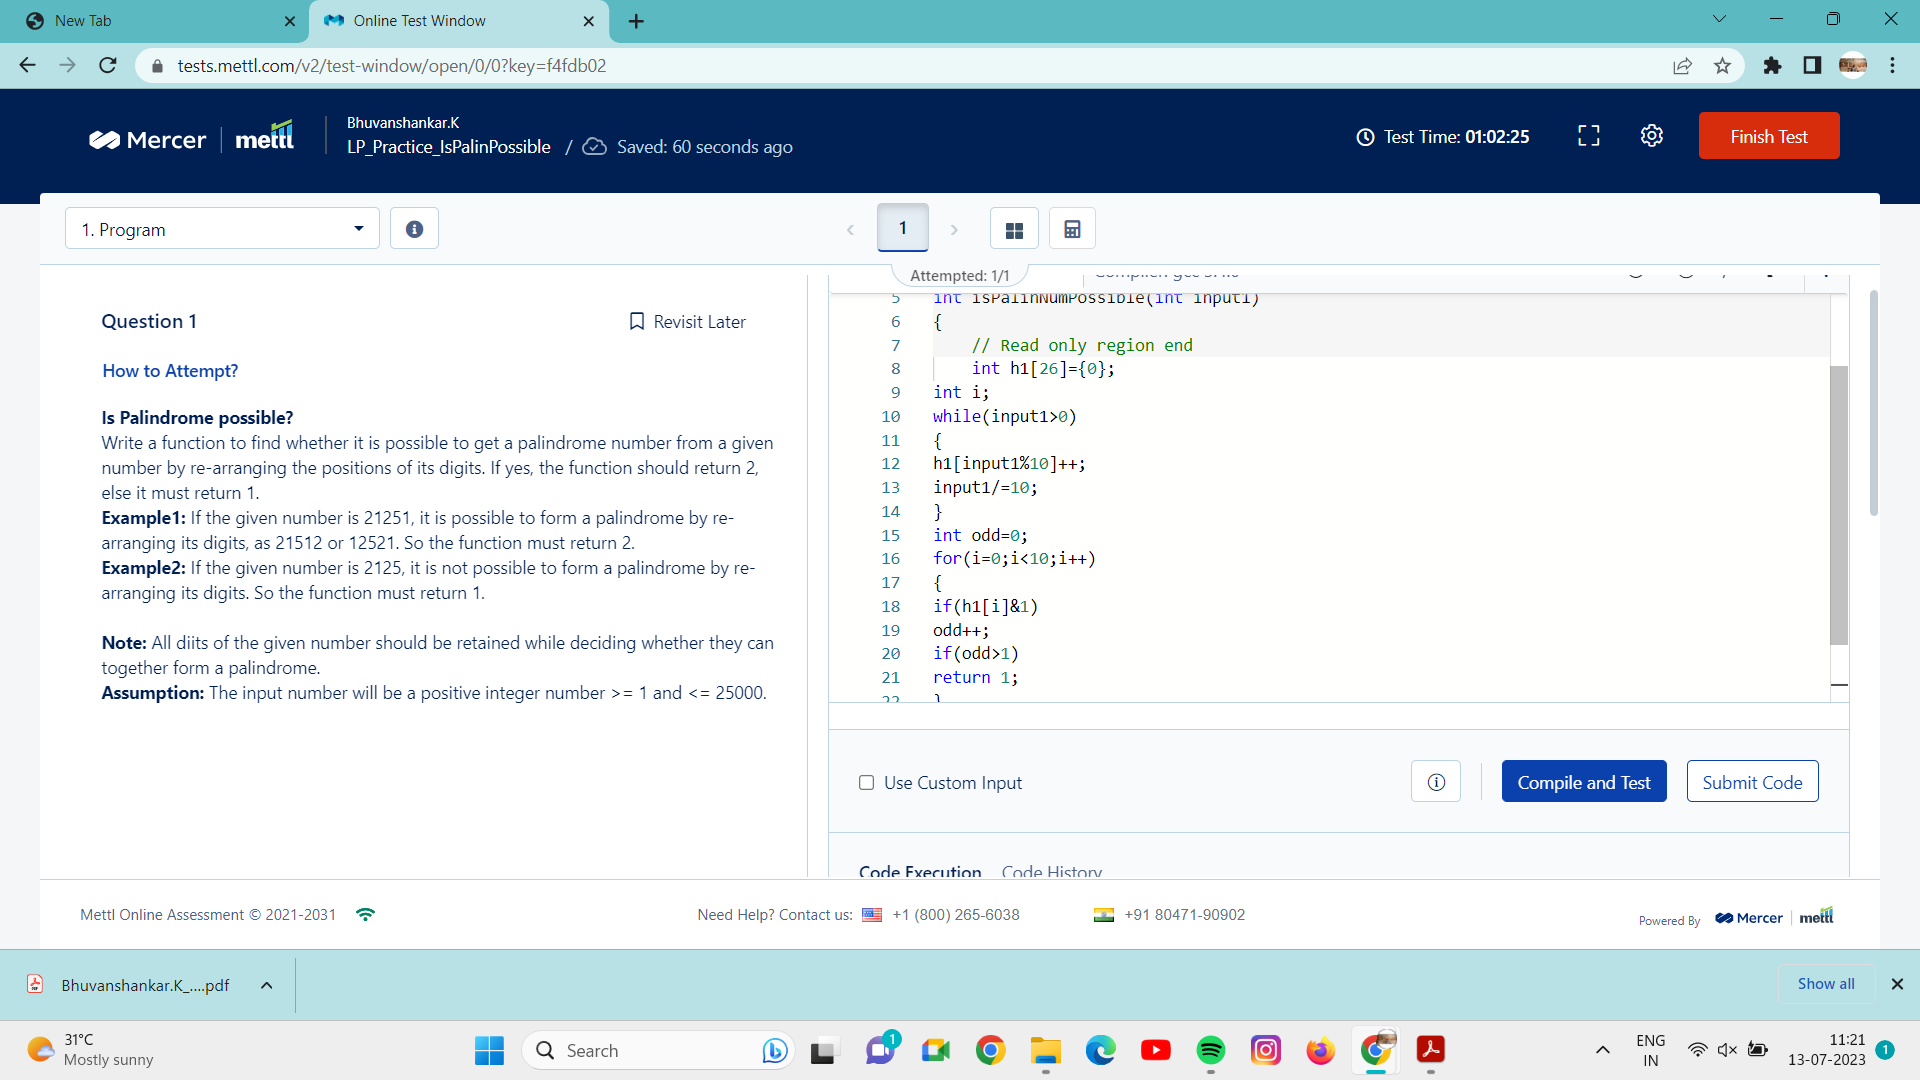 New Tab
Online Test Window
tests.mettl.com/v2/test-window/open/0/0?key=f4fdb02
Mercer
mettl
Bhuvanshankar.K
LP_Practice_IsPalinPossible / Saved: 60 seconds ago
Test Time: 01:02:25
Finish Test
1. Program
1
Attempted: 1/1
Question 1
Revisit Later
How to Attempt?
Is Palindrome possible?
Write a function to find whether it is possible to get a palindrome number from a given
number by re-arranging the positions of its digits. If yes, the function should return 2,
else it must return 1.
Example1: If the given number is 21251, it is possible to form a palindrome by re-
arranging its digits, as 21512 or 12521. So the function must return 2.
Example2: If the given number is 2125, it is not possible to form a palindrome by re-
arranging its digits. So the function must return 1.
Note: All diits of the given number should be retained while deciding whether they can
together form a palindrome.
Assumption: The input number will be a positive integer number >= 1 and <= 25000.
5 int isPalinNumPossible(int input1)
6 {
7 // Read only region end
8 int h1[26]={0};
9 int i;
10 while(input1>0)
11 {
12 h1[input1%10]++;
13 input1/=10;
14 }
15 int odd=0;
16 for(i=0;i<10;i++)
17 {
18 if(h1[i]&1)
19 odd++;
20 if(odd>1)
21 return 1;
22 }
Use Custom Input
Compile and Test
Submit Code
Code Execution
Code History
Mettl Online Assessment © 2021-2031
Need Help? Contact us: +1 (800) 265-6038
+91 80471-90902
Powered By Mercer mettl
Bhuvanshankar.K_....pdf
Show all
31°C
Mostly sunny
Search
1
ENG
IN
11:21
13-07-2023
1